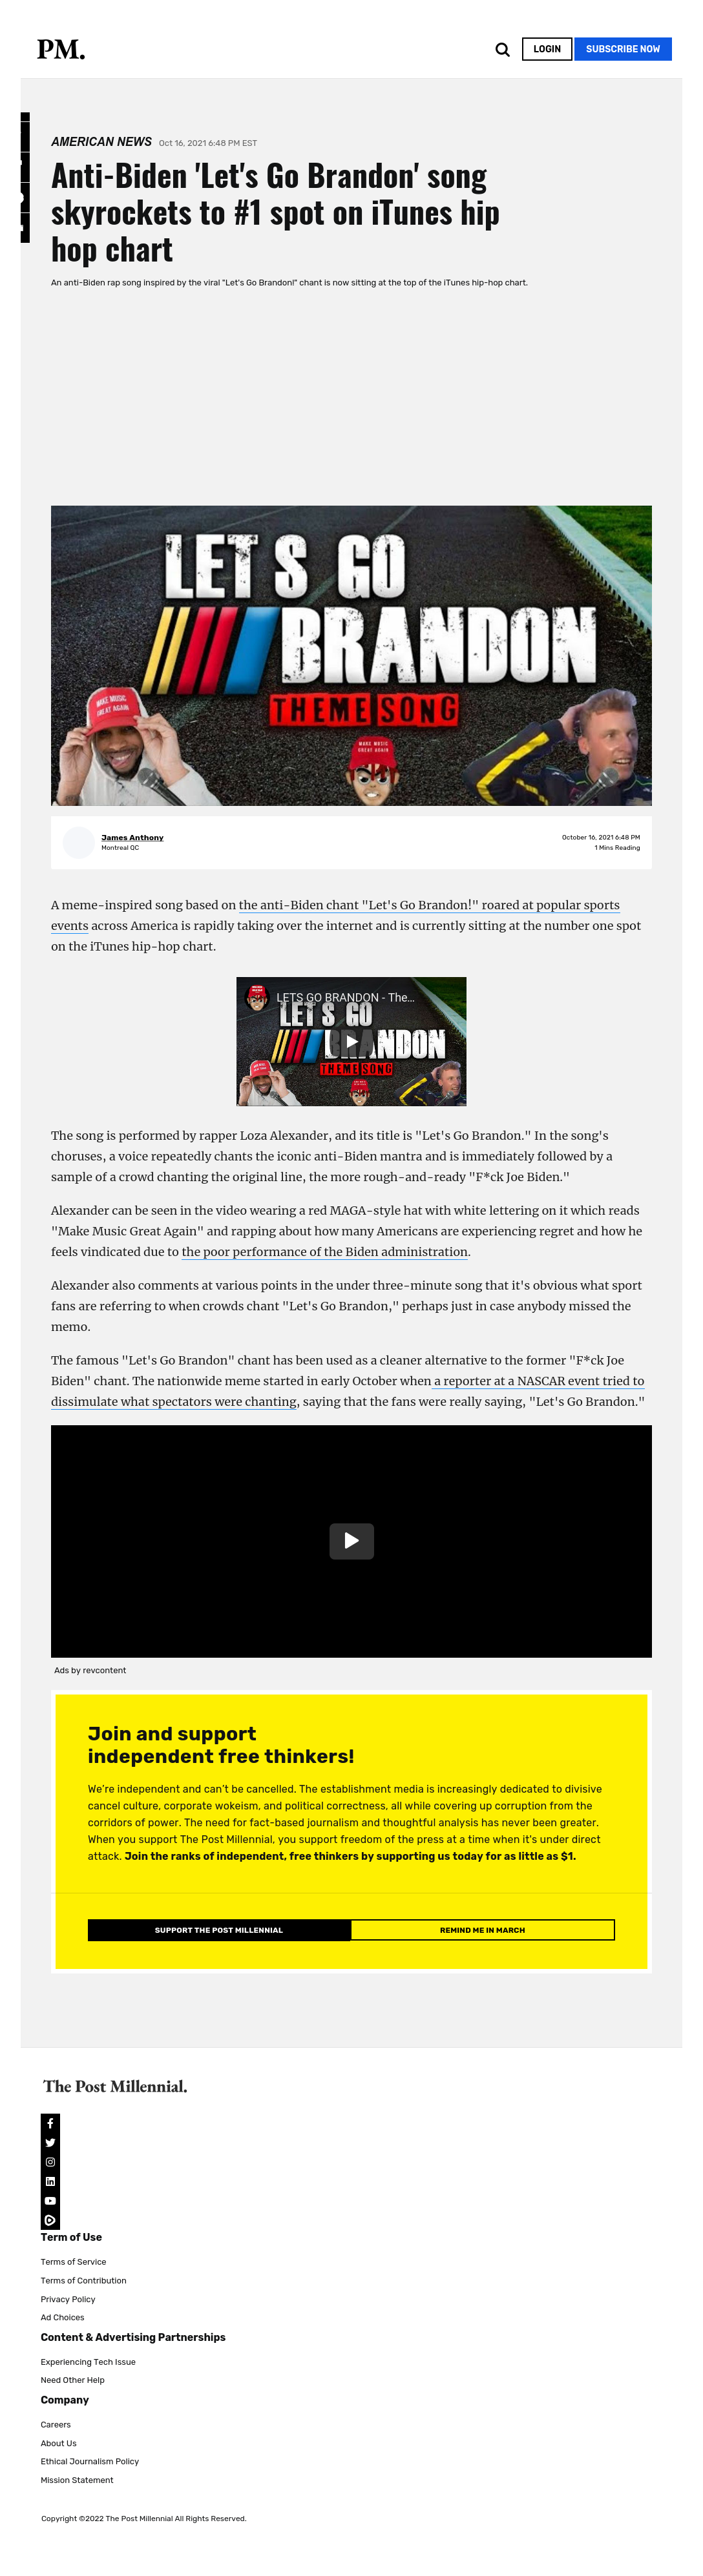 PM.
LOGIN
SUBSCRIBE NOW
AMERICAN NEWS Oct 16, 2021 6:48 PM EST
Anti-Biden 'Let's Go Brandon' song
skyrockets to #1 spot on iTunes hip
hop chart
An anti-Biden rap song inspired by the viral "Let's Go Brandon!" chant is now sitting at the top of the iTunes hip-hop chart.
LET'S GO
BRANDON
THEME SONG
MAKE MUSIC
GREAT AGAIN
MAKE MUSIC
GREAT AGAIN
James Anthony
Montreal QC
October 16, 2021 6:48 PM
1 Mins Reading
A meme-inspired song based on the anti-Biden chant "Let's Go Brandon!" roared at popular sports
events across America is rapidly taking over the internet and is currently sitting at the number one spot
on the iTunes hip-hop chart.
LETS GO BRANDON - The...
LET'S GO
BRANDON
THEME SONG
The song is performed by rapper Loza Alexander, and its title is "Let's Go Brandon." In the song's
choruses, a voice repeatedly chants the iconic anti-Biden mantra and is immediately followed by a
sample of a crowd chanting the original line, the more rough-and-ready "F*ck Joe Biden."
Alexander can be seen in the video wearing a red MAGA-style hat with white lettering on it which reads
"Make Music Great Again" and rapping about how many Americans are experiencing regret and how he
feels vindicated due to the poor performance of the Biden administration.
Alexander also comments at various points in the under three-minute song that it's obvious what sport
fans are referring to when crowds chant "Let's Go Brandon," perhaps just in case anybody missed the
memo.
The famous "Let's Go Brandon" chant has been used as a cleaner alternative to the former "F*ck Joe
Biden" chant. The nationwide meme started in early October when a reporter at a NASCAR event tried to
dissimulate what spectators were chanting, saying that the fans were really saying, "Let's Go Brandon."
Ads by revcontent
Join and support
independent free thinkers!
We're independent and can't be cancelled. The establishment media is increasingly dedicated to divisive
cancel culture, corporate wokeism, and political correctness, all while covering up corruption from the
corridors of power. The need for fact-based journalism and thoughtful analysis has never been greater.
When you support The Post Millennial, you support freedom of the press at a time when it's under direct
attack. Join the ranks of independent, free thinkers by supporting us today for as little as $1.
SUPPORT THE POST MILLENNIAL
REMIND ME IN MARCH
The Post Millennial.
Term of Use
Terms of Service
Terms of Contribution
Privacy Policy
Ad Choices
Content & Advertising Partnerships
Experiencing Tech Issue
Need Other Help
Company
Careers
About Us
Ethical Journalism Policy
Mission Statement
Copyright ©2022 The Post Millennial All Rights Reserved.